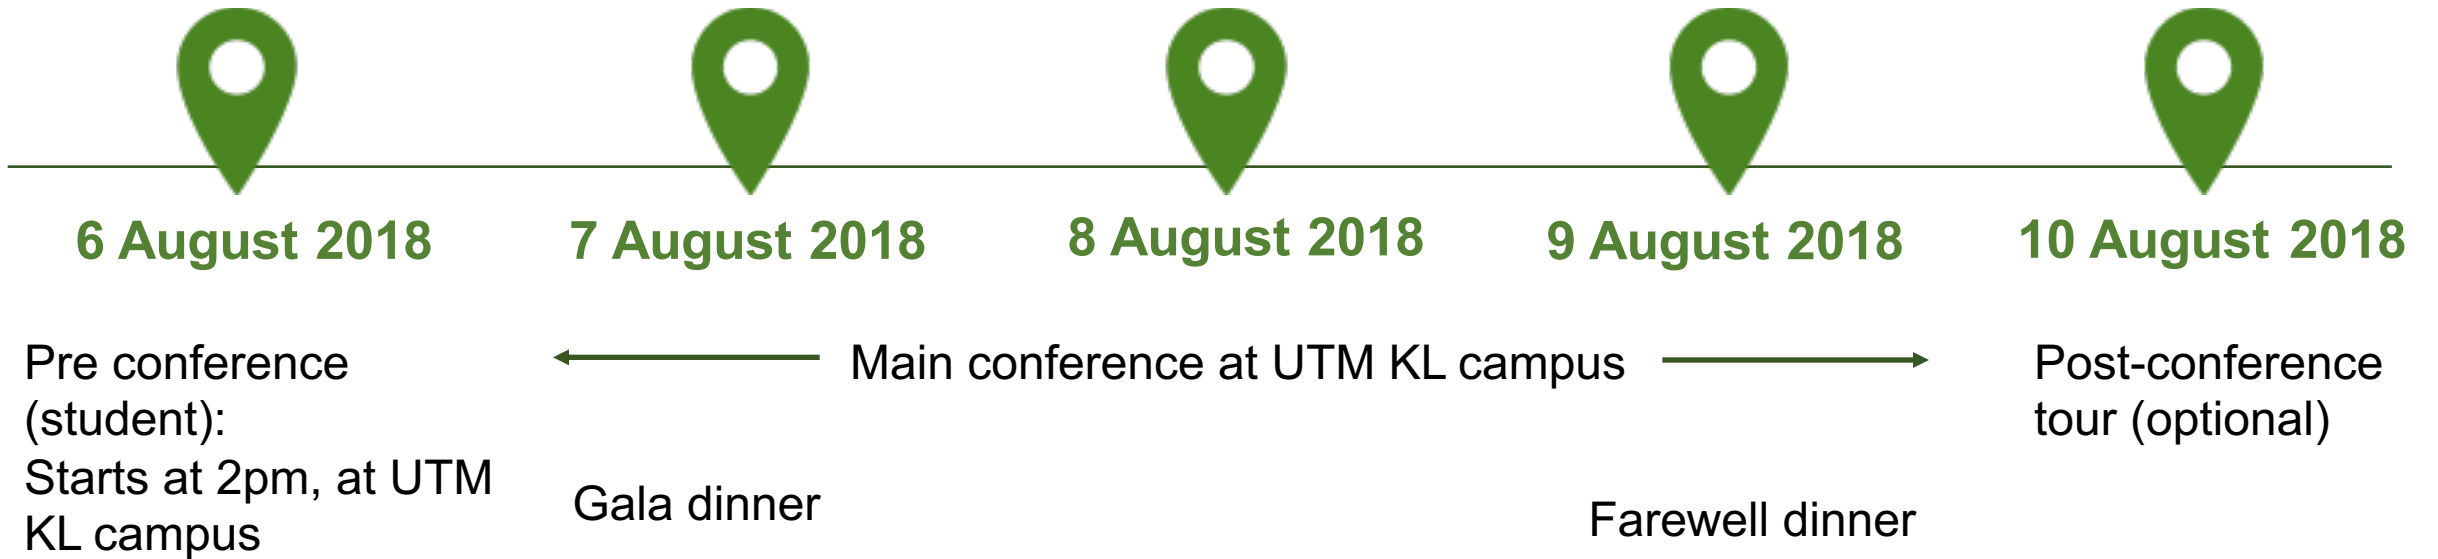 6 August 2018
7 August 2018
8 August 2018
9 August 2018
10 August 2018
Pre conference
(student):
Starts at 2pm, at UTM
KL campus
Main conference at UTM KL campus
Gala dinner
Farewell dinner
Post-conference
tour (optional)